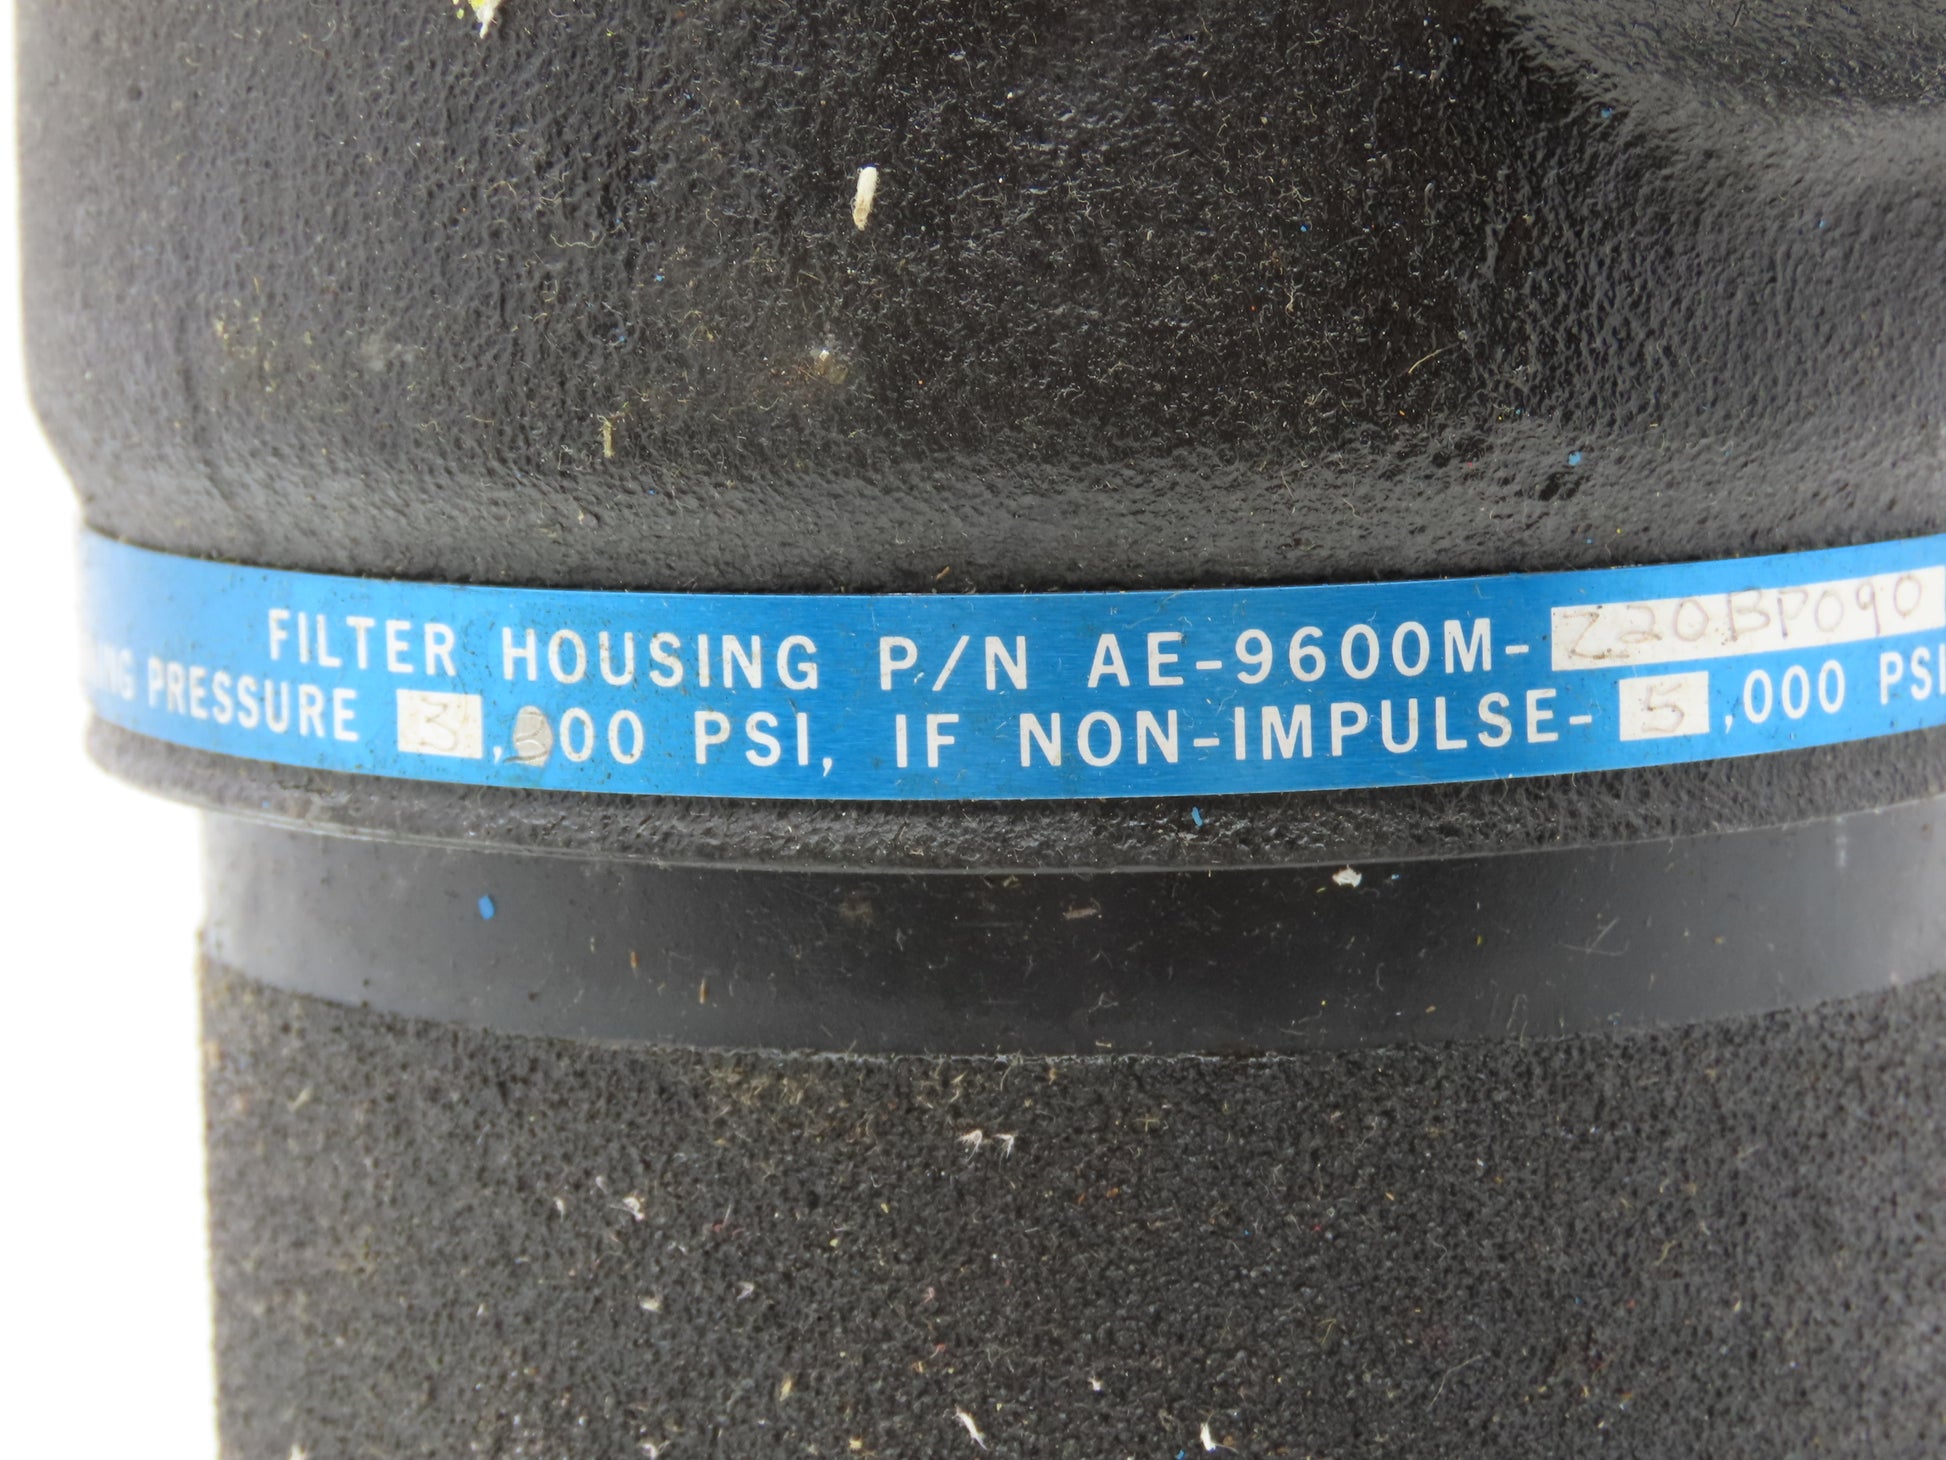 FILTER HOUSING P/N AE-9600M-Z20BP090
PRESSURE 3,000 PSI, IF NON-IMPULSE-5,000 PSI